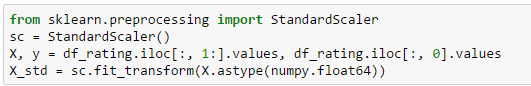 from sklearn.preprocessing import StandardScaler
sc = StandardScaler()
X, y = df_rating.iloc[:, 1:].values, df_rating.iloc[:, 0].values
X_std = sc.fit_transform(X.astype(numpy.float64))